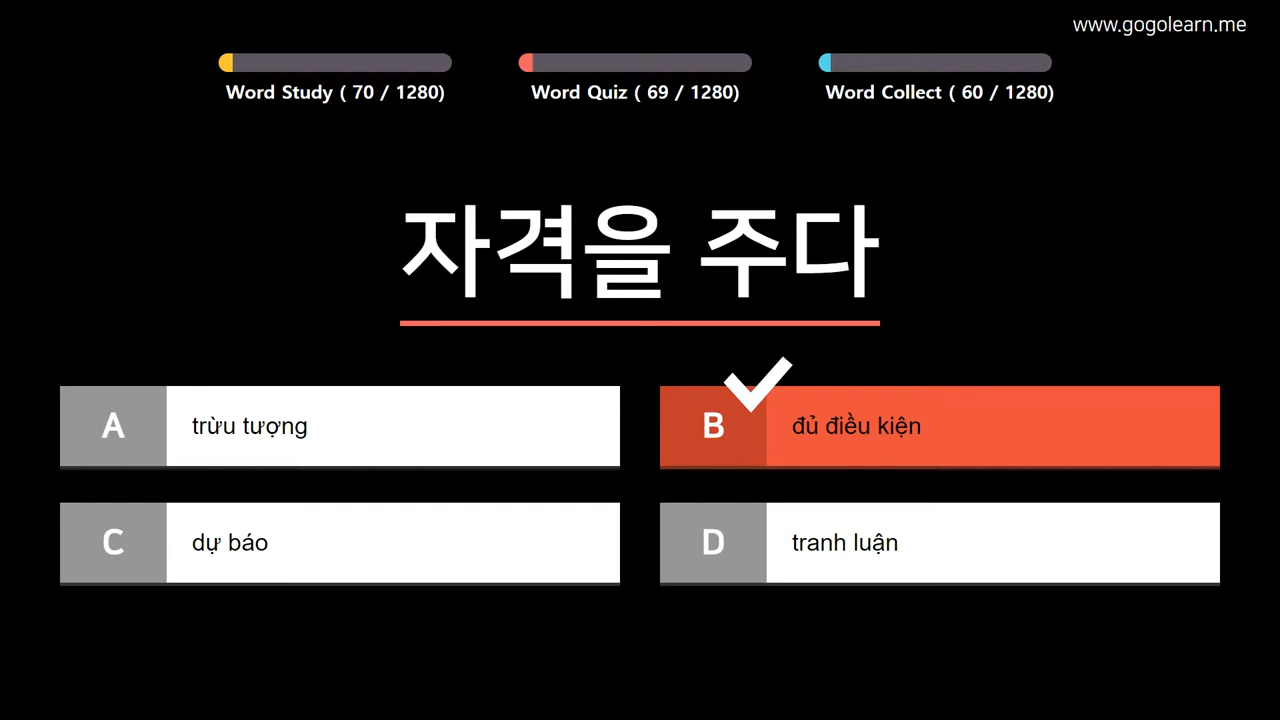 www.gogolearn.me
Word Study ( 70 / 1280)
Word Quiz ( 69 / 1280)
Word Collect ( 60 / 1280)
자격을 주다
A trừu tượng
B đủ điều kiện
C dự báo
D tranh luận